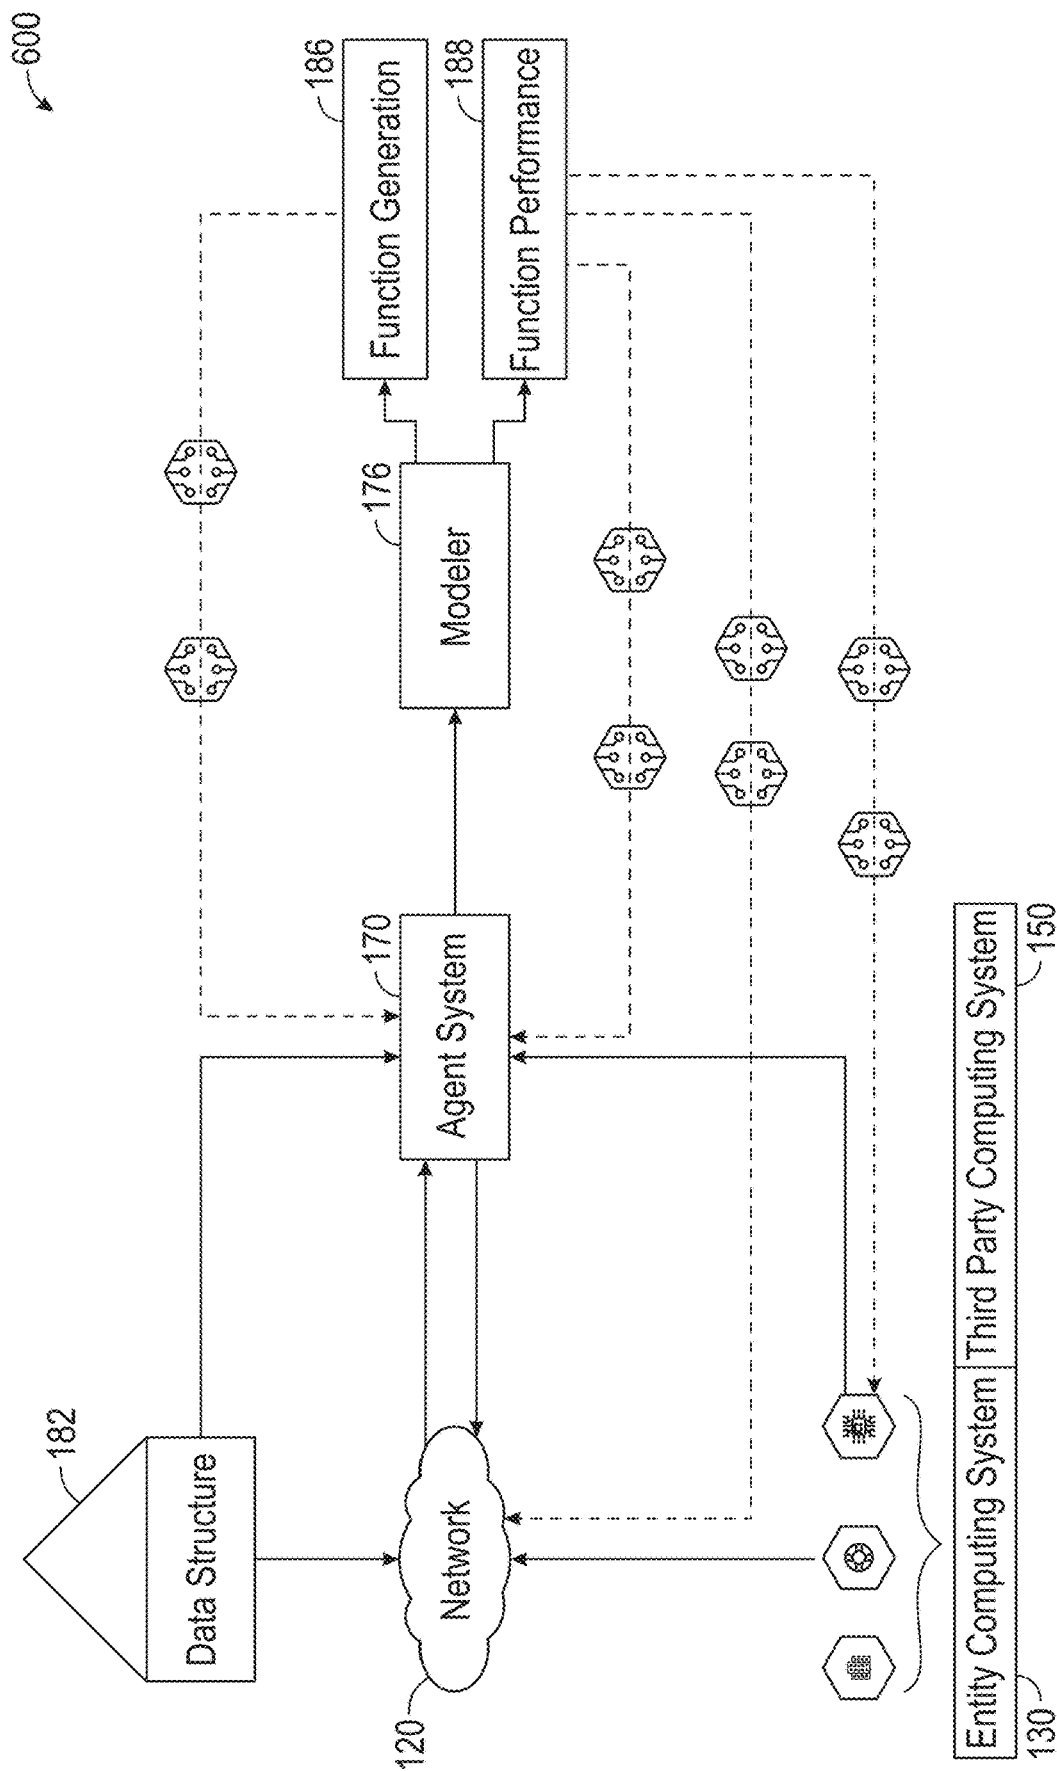 600
182
Data Structure
120
Network
170
Agent System
176
Modeler
186
Function Generation
188
Function Performance
130
Entity Computing System
Third Party Computing System
150